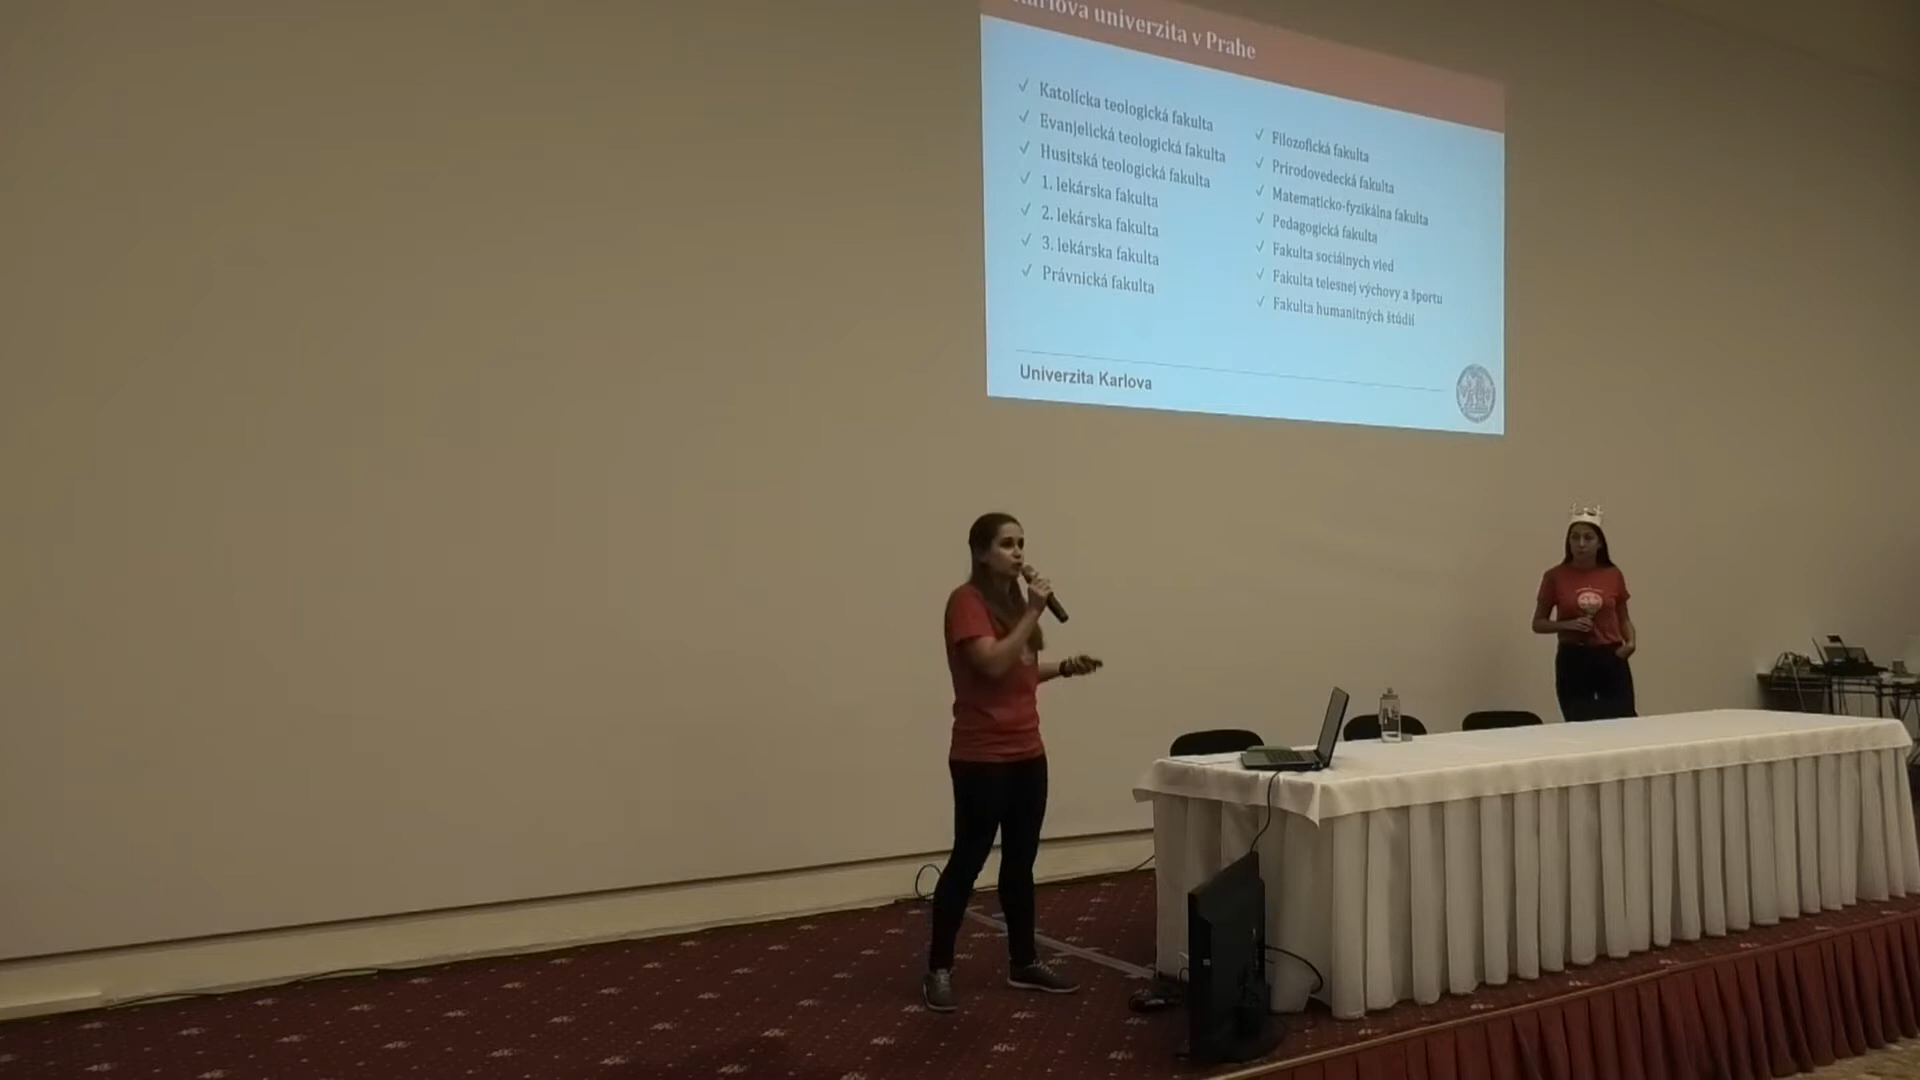 Karlova univerzita v Prahe
✓ Katolícka teologická fakulta
✓ Evanjelická teologická fakulta
✓ Husitská teologická fakulta
✓ 1. lekárska fakulta
✓ 2. lekárska fakulta
✓ 3. lekárska fakulta
✓ Právnická fakulta
✓ Filozofická fakulta
✓ Prírodovedecká fakulta
✓ Matematicko-fyzikálna fakulta
✓ Pedagogická fakulta
✓ Fakulta sociálnych vied
✓ Fakulta telesnej výchovy a športu
✓ Fakulta humanitných štúdií
Univerzita Karlova